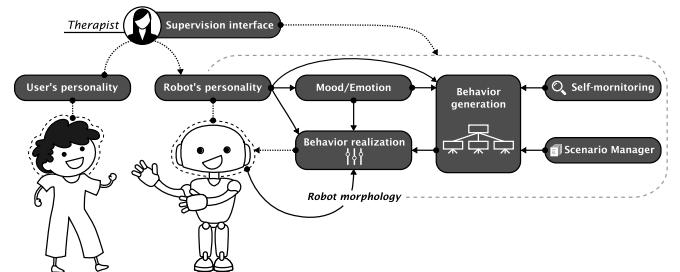 Therapist
Supervision interface
User's personality
Robot's personality
Mood/Emotion
Behavior
generation
Self-mornitoring
Behavior realization
Scenario Manager
Robot morphology